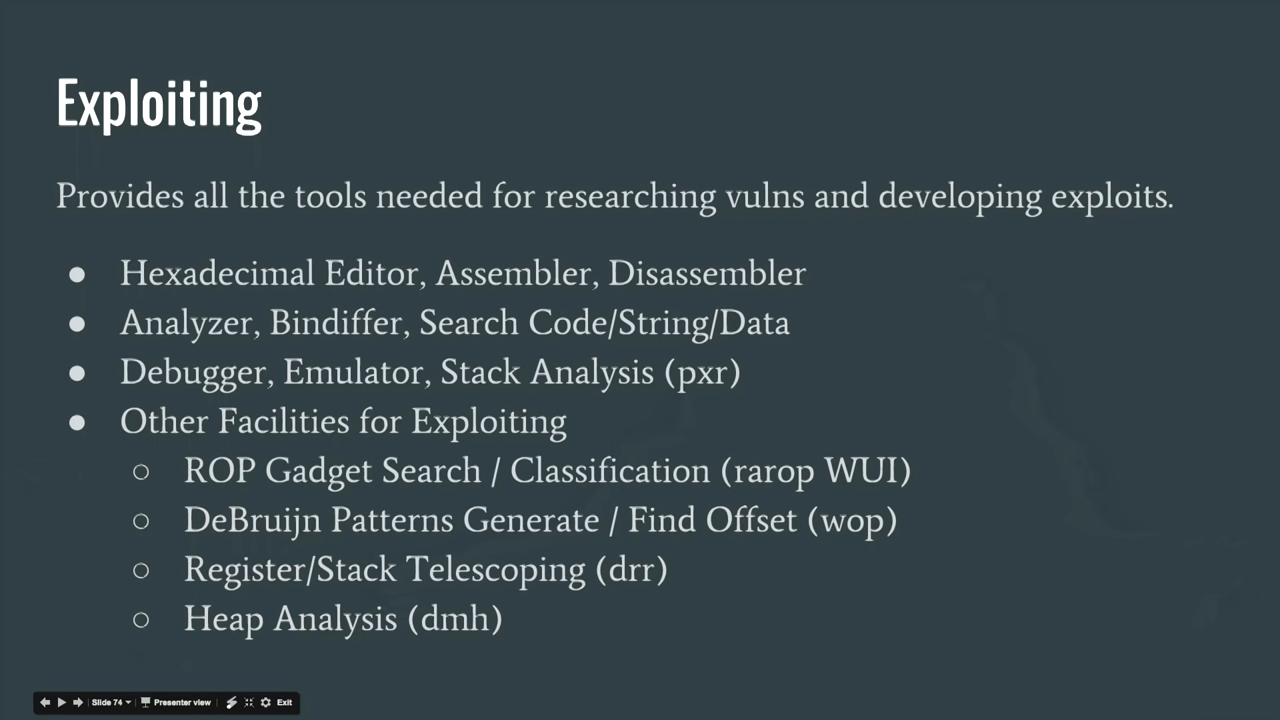 Exploiting
Provides all the tools needed for researching vulns and developing exploits.
● Hexadecimal Editor, Assembler, Disassembler
● Analyzer, Bindiffer, Search Code/String/Data
● Debugger, Emulator, Stack Analysis (pxr)
● Other Facilities for Exploiting
○ ROP Gadget Search / Classification (rarop WUI)
○ DeBruijn Patterns Generate / Find Offset (wop)
○ Register/Stack Telescoping (drr)
○ Heap Analysis (dmh)
Slide 74 Presenter view Exit